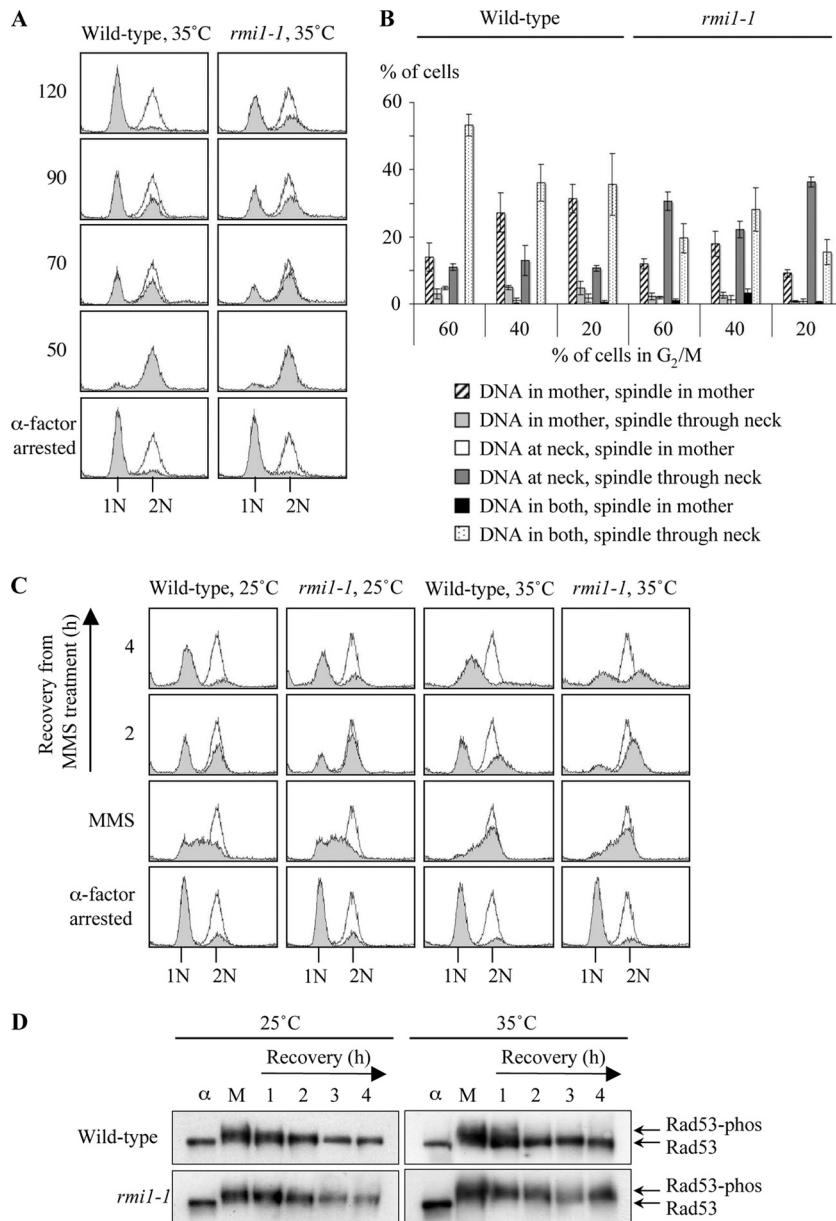 A
Wild-type, 35˚C rmi1-1, 35˚C
120
90
70
50
α-factor
arrested
1N 2N 1N 2N
B
Wild-type rmi1-1
% of cells
60
40
20
0
60 40 20 60 40 20
% of cells in G2/M
DNA in mother, spindle in mother
DNA in mother, spindle through neck
DNA at neck, spindle in mother
DNA at neck, spindle through neck
DNA in both, spindle in mother
DNA in both, spindle through neck
C
Wild-type, 25˚C rmi1-1, 25˚C Wild-type, 35˚C rmi1-1, 35˚C
Recovery from
MMS treatment (h)
4
2
MMS
α-factor
arrested
1N 2N 1N 2N 1N 2N 1N 2N
D
25˚C 35˚C
Recovery (h) Recovery (h)
α M 1 2 3 4 α M 1 2 3 4
Wild-type
Rad53-phos
Rad53
rmi1-1
Rad53-phos
Rad53